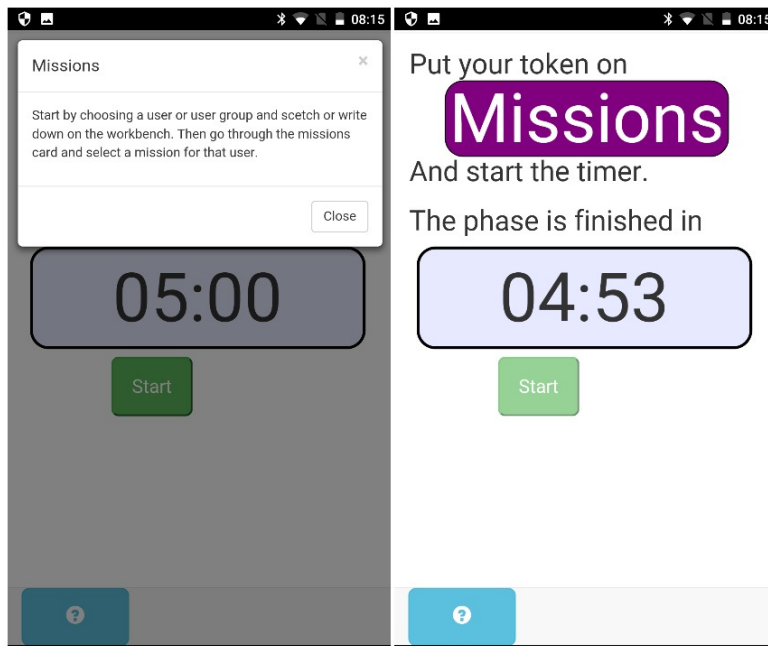 08:15
Missions
×
Start by choosing a user or user group and scetch or write
down on the workbench. Then go through the missions
card and select a mission for that user.
Close
05:00
Start
?
08:15
Put your token on
Missions
And start the timer.
The phase is finished in
04:53
Start
?